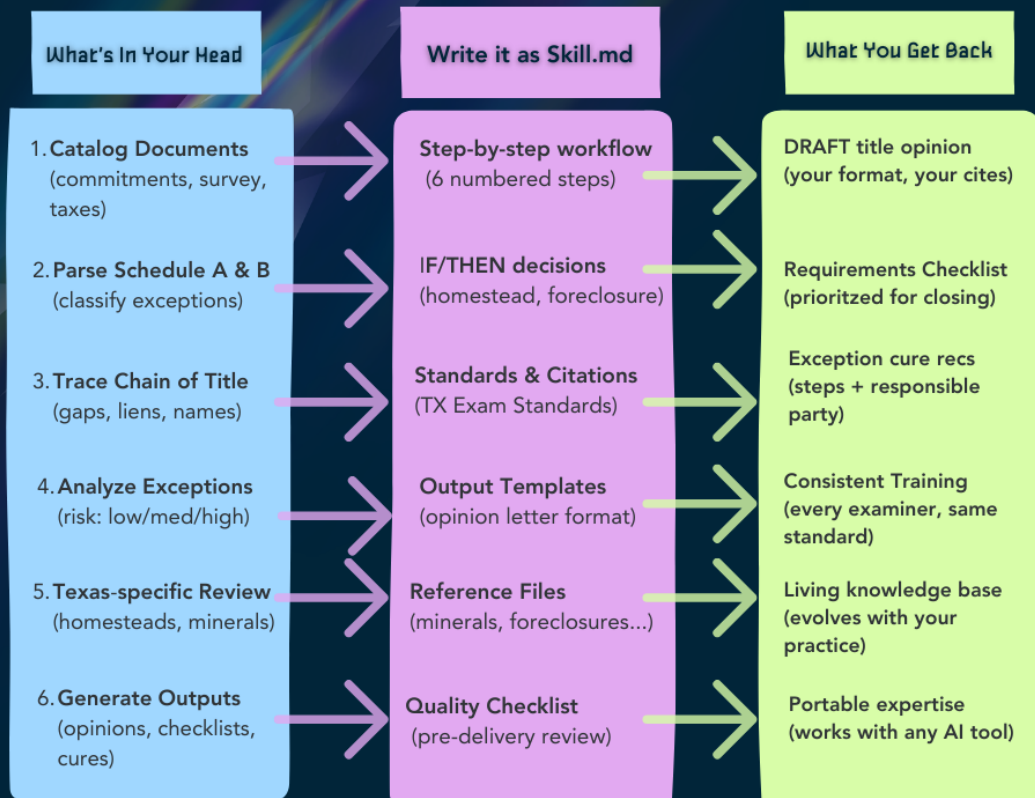 What's In Your Head
1. Catalog Documents
(commitments, survey,
taxes)
2. Parse Schedule A & B
(classify exceptions)
3. Trace Chain of Title
(gaps, liens, names)
4. Analyze Exceptions
(risk: low/med/high)
5. Texas-specific Review
(homesteads, minerals)
6. Generate Outputs
(opinions, checklists,
cures)
Write it as Skill.md
Step-by-step workflow
(6 numbered steps)
IF/THEN decisions
(homestead, foreclosure)
Standards & Citations
(TX Exam Standards)
Output Templates
(opinion letter format)
Reference Files
(minerals, foreclosures...)
Quality Checklist
(pre-delivery review)
What You Get Back
DRAFT title opinion
(your format, your cites)
Requirements Checklist
(prioritzed for closing)
Exception cure recs
(steps + responsible
party)
Consistent Training
(every examiner, same
standard)
Living knowledge base
(evolves with your
practice)
Portable expertise
(works with any AI tool)